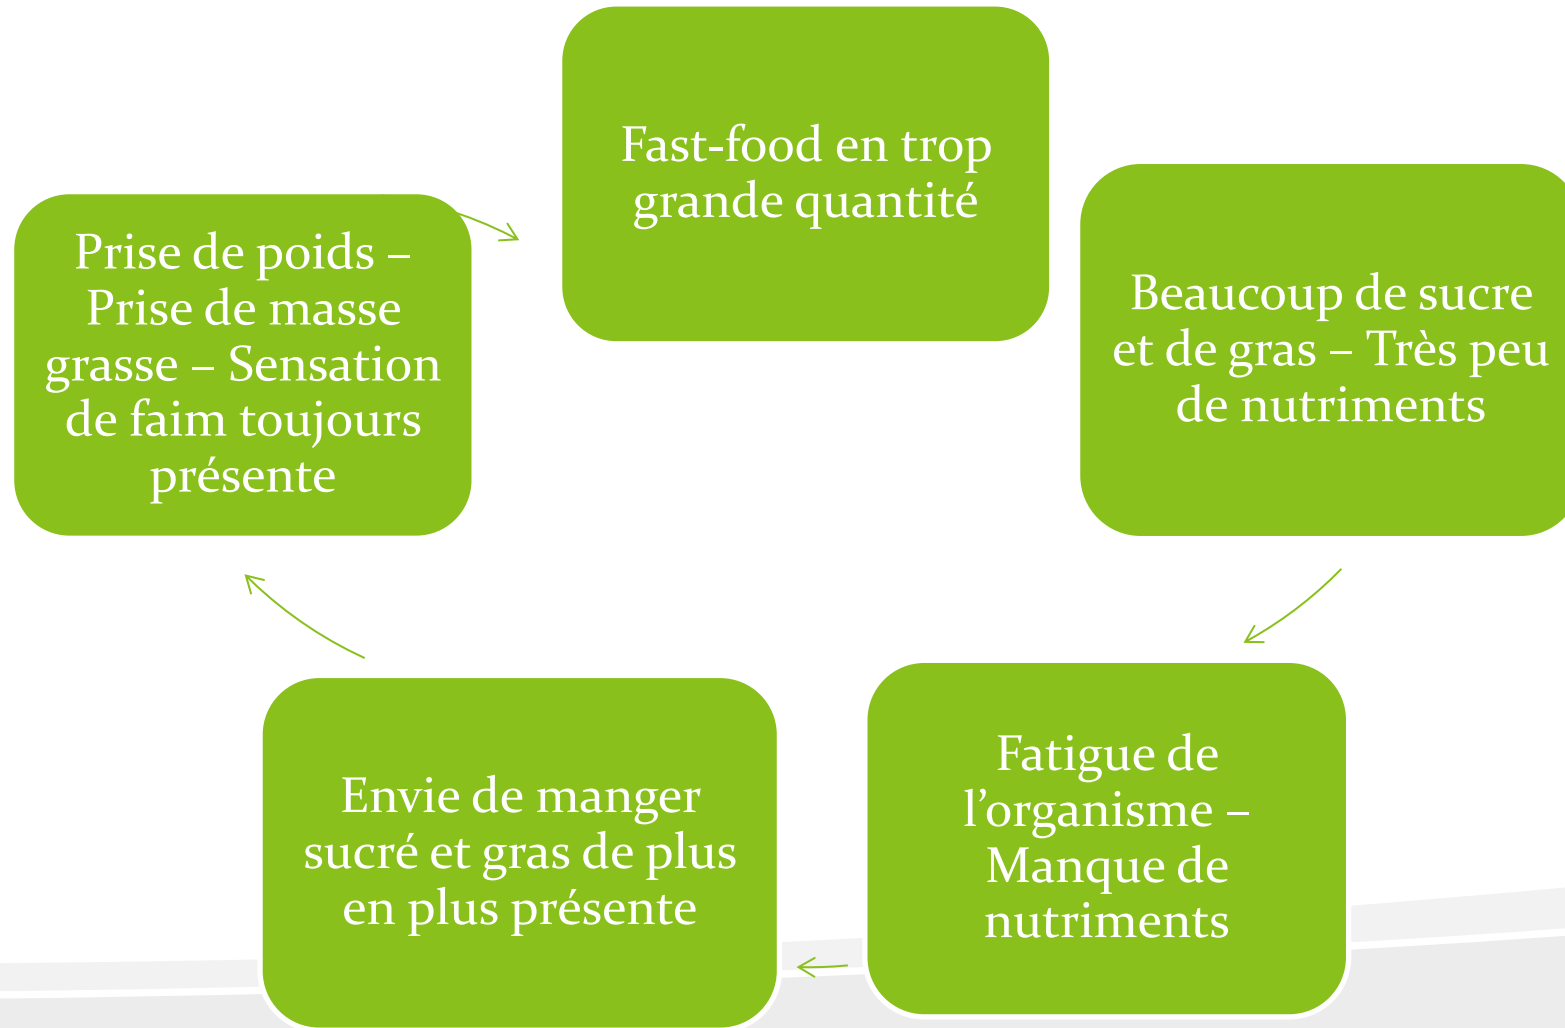 Fast-food en trop
grande quantité
Beaucoup de sucre
et de gras – Très peu
de nutriments
Fatigue de
l’organisme –
Manque de
nutriments
Envie de manger
sucré et gras de plus
en plus présente
Prise de poids –
Prise de masse
grasse – Sensation
de faim toujours
présente